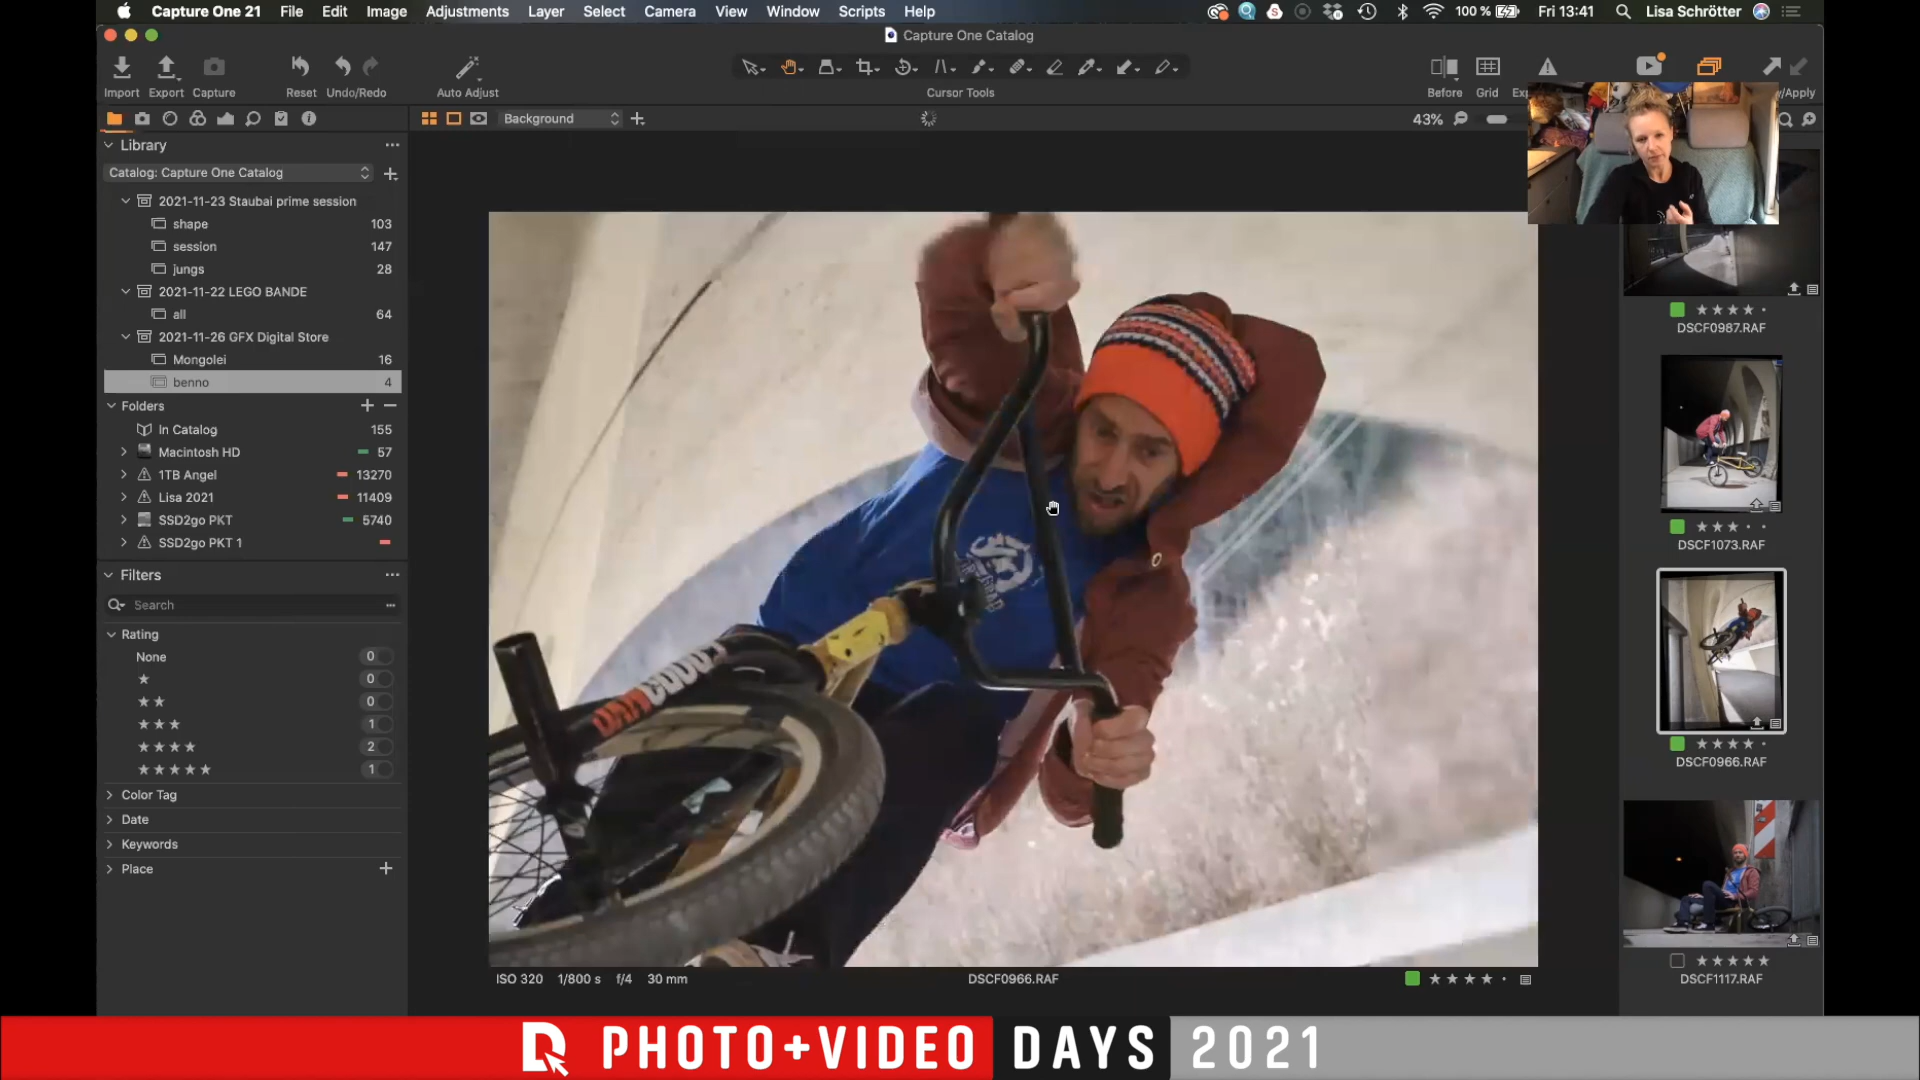 Capture One 21 File Edit Image Adjustments Layer Select Camera View Window Scripts Help 100 % Fri 13:41 Lisa Schrötter
Capture One Catalog
Import Export Capture Reset Undo/Redo Auto Adjust Cursor Tools Before Grid /Apply
Background 43%
Library
Catalog: Capture One Catalog
2021-11-23 Staubai prime session
shape 103
session 147
jungs 28
2021-11-22 LEGO BANDE
all 64
2021-11-26 GFX Digital Store
Mongolei 16
benno 4
Folders
In Catalog 155
Macintosh HD 57
1TB Angel 13270
Lisa 2021 11409
SSD2go PKT 5740
SSD2go PKT 1
Filters
Search
Rating
None 0
0
0
1
2
1
Color Tag
Date
Keywords
Place
ISO 320 1/800 s f/4 30 mm DSCF0966.RAF
DSCF0987.RAF
DSCF1073.RAF
DSCF0966.RAF
DSCF1117.RAF
PHOTO+VIDEO DAYS 2021